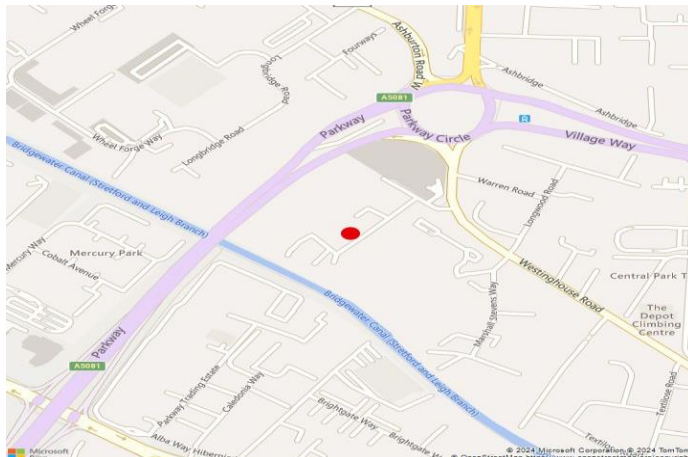 Wheel Forge
Longbridge Road
Fourways
Ashburton Road W
Ashbridge
Ashbridge
A5081
Parkway
Parkway Circle
Village Way
Wheel Forge Way
Longbridge Road
Bridgewater Canal (Stretford and Leigh Branch)
Warren Road
Longwood Road
Mercury Way
Mercury Park
Cobalt Avenue
Westinghouse Road
Central Park T
Marshall Stevens Way
The
Depot
Climbing
Centre
Parkway
Bridgewater Canal (Stretford and Leigh Branch)
A5081
Parkway Trading Estate
Caledonia Way
Brightgate Way
Brightgate Way
Textilose Road
Textilose
Alba Way
Microsoft
© 2024 Microsoft Corporation © 2024 TomTom
© OpenStreetMap